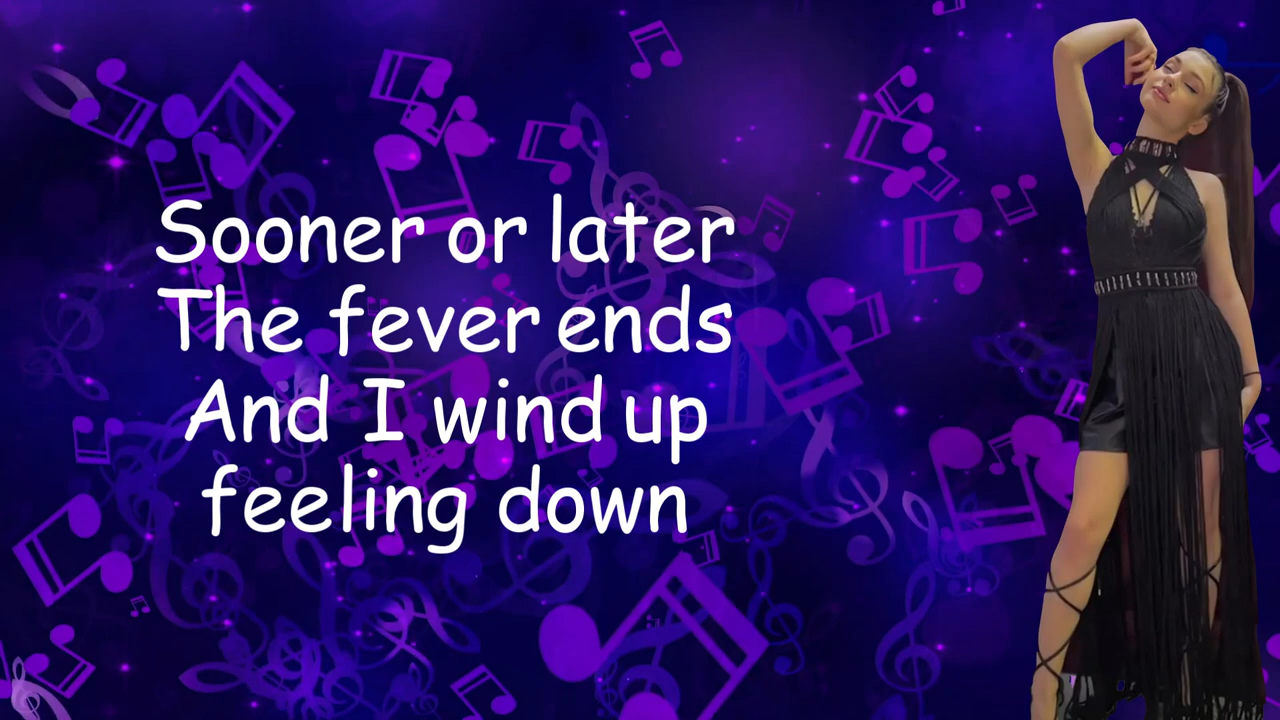 Sooner or later
The fever ends
And I wind up
feeling down